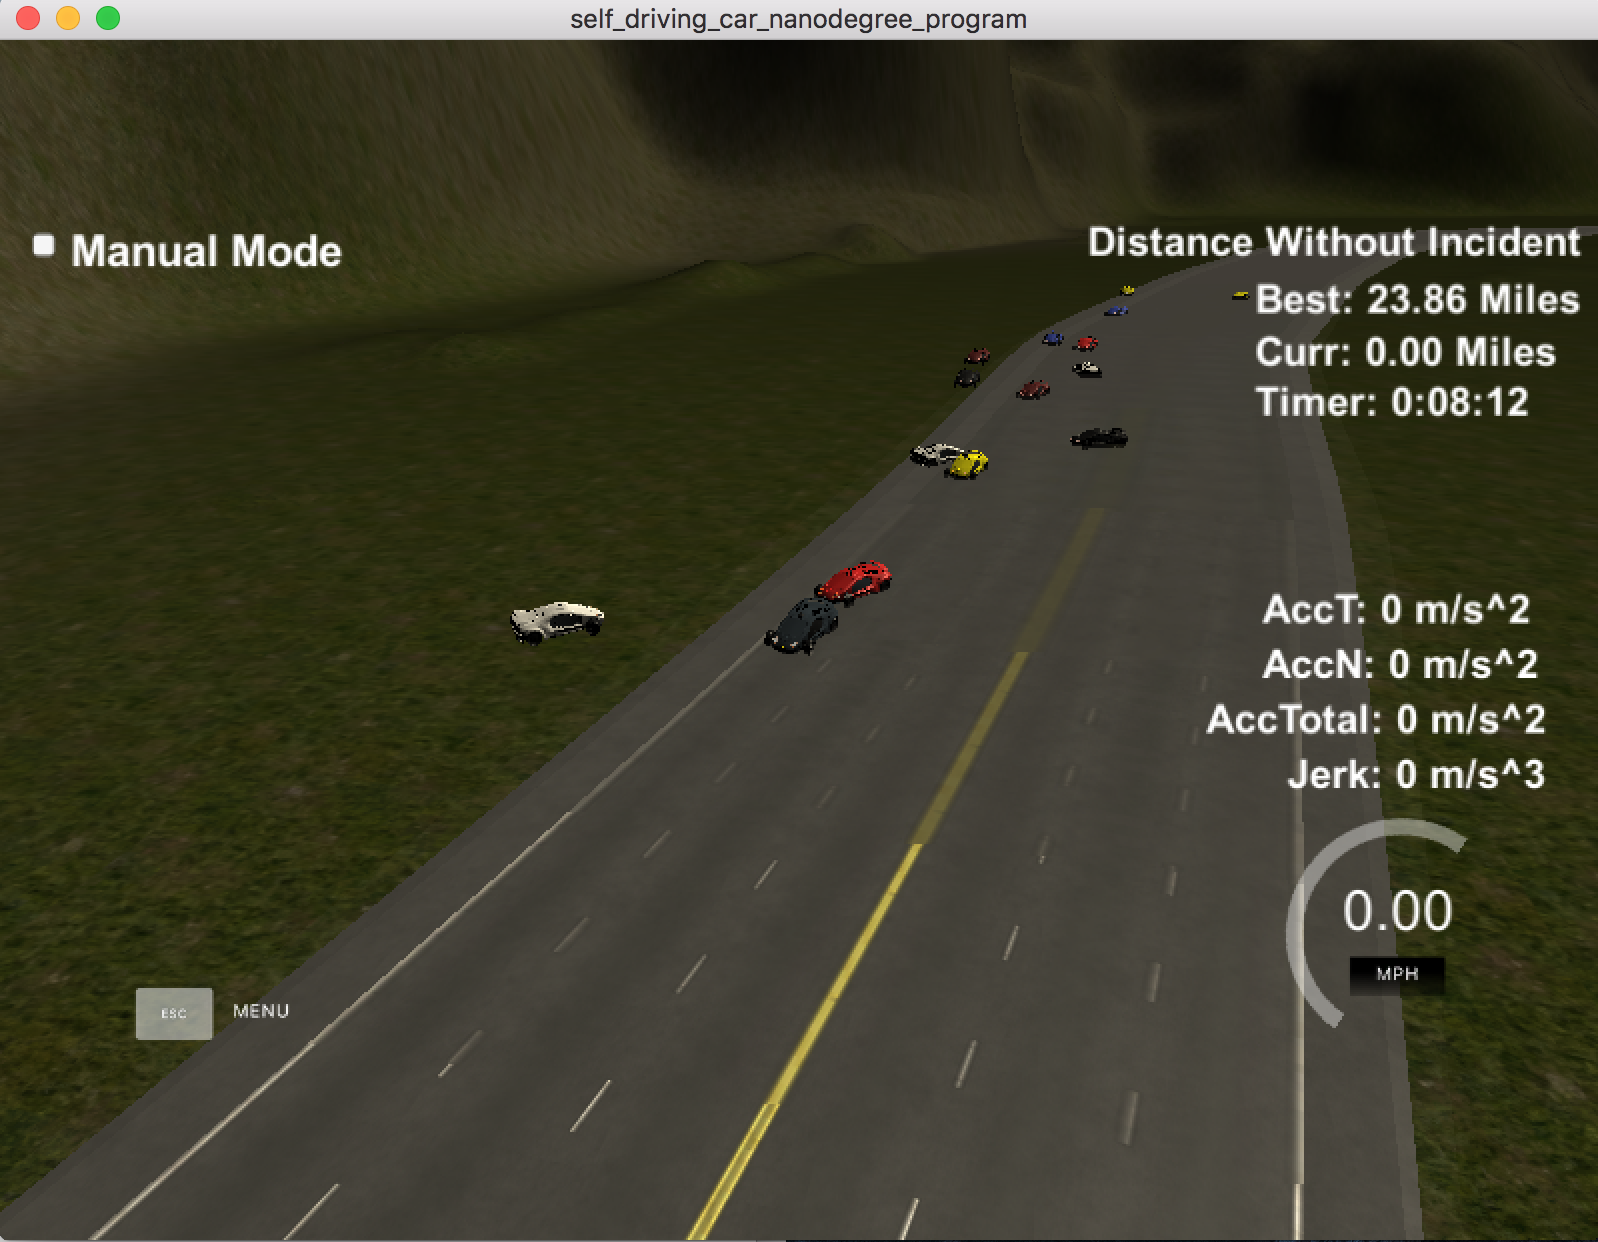 self_driving_car_nanodegree_program
Manual Mode
Distance Without Incident
Best: 23.86 Miles
Curr: 0.00 Miles
Timer: 0:08:12
AccT: 0 m/s^2
AccN: 0 m/s^2
AccTotal: 0 m/s^2
Jerk: 0 m/s^3
0.00
MPH
ESC MENU